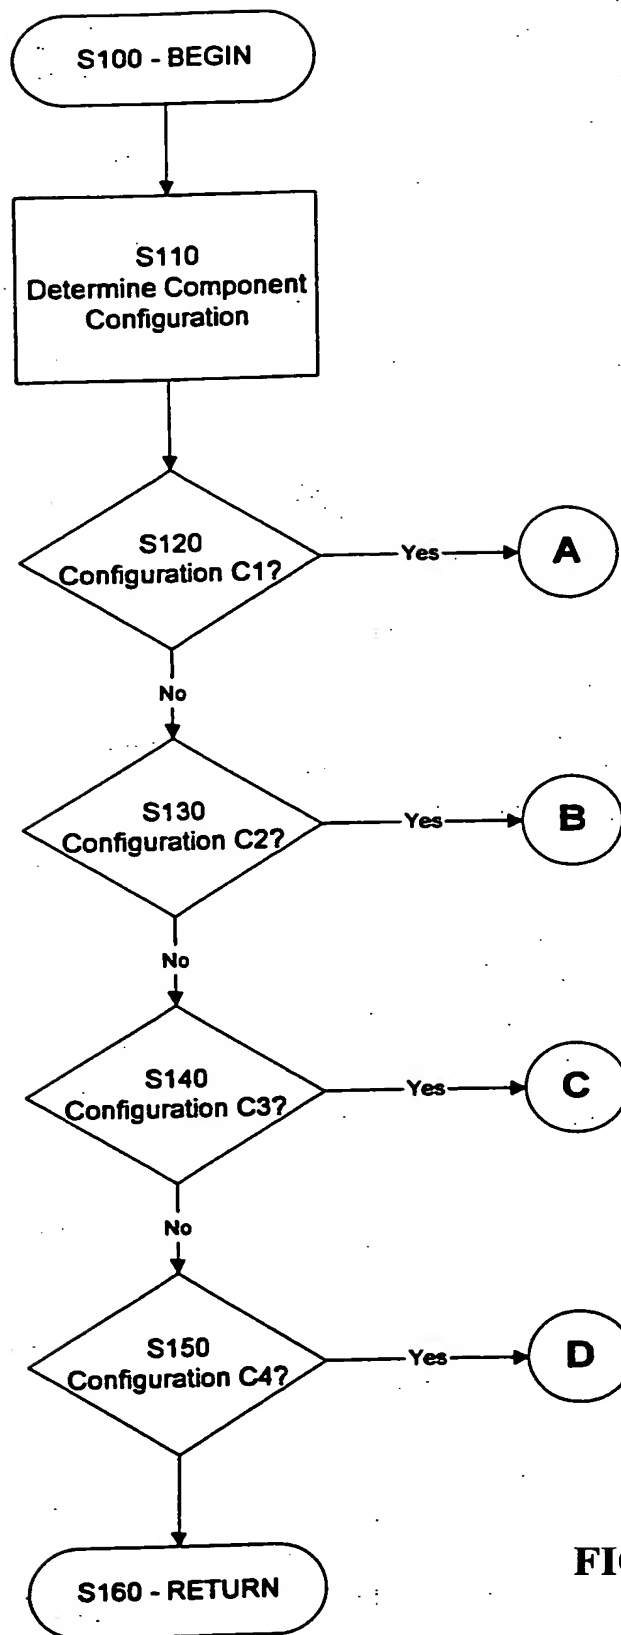 S100 - BEGIN
S110
Determine Component
Configuration
S120
Configuration C1?
Yes
A
No
S130
Configuration C2?
Yes
B
No
S140
Configuration C3?
Yes
C
No
S150
Configuration C4?
Yes
D
S160 - RETURN